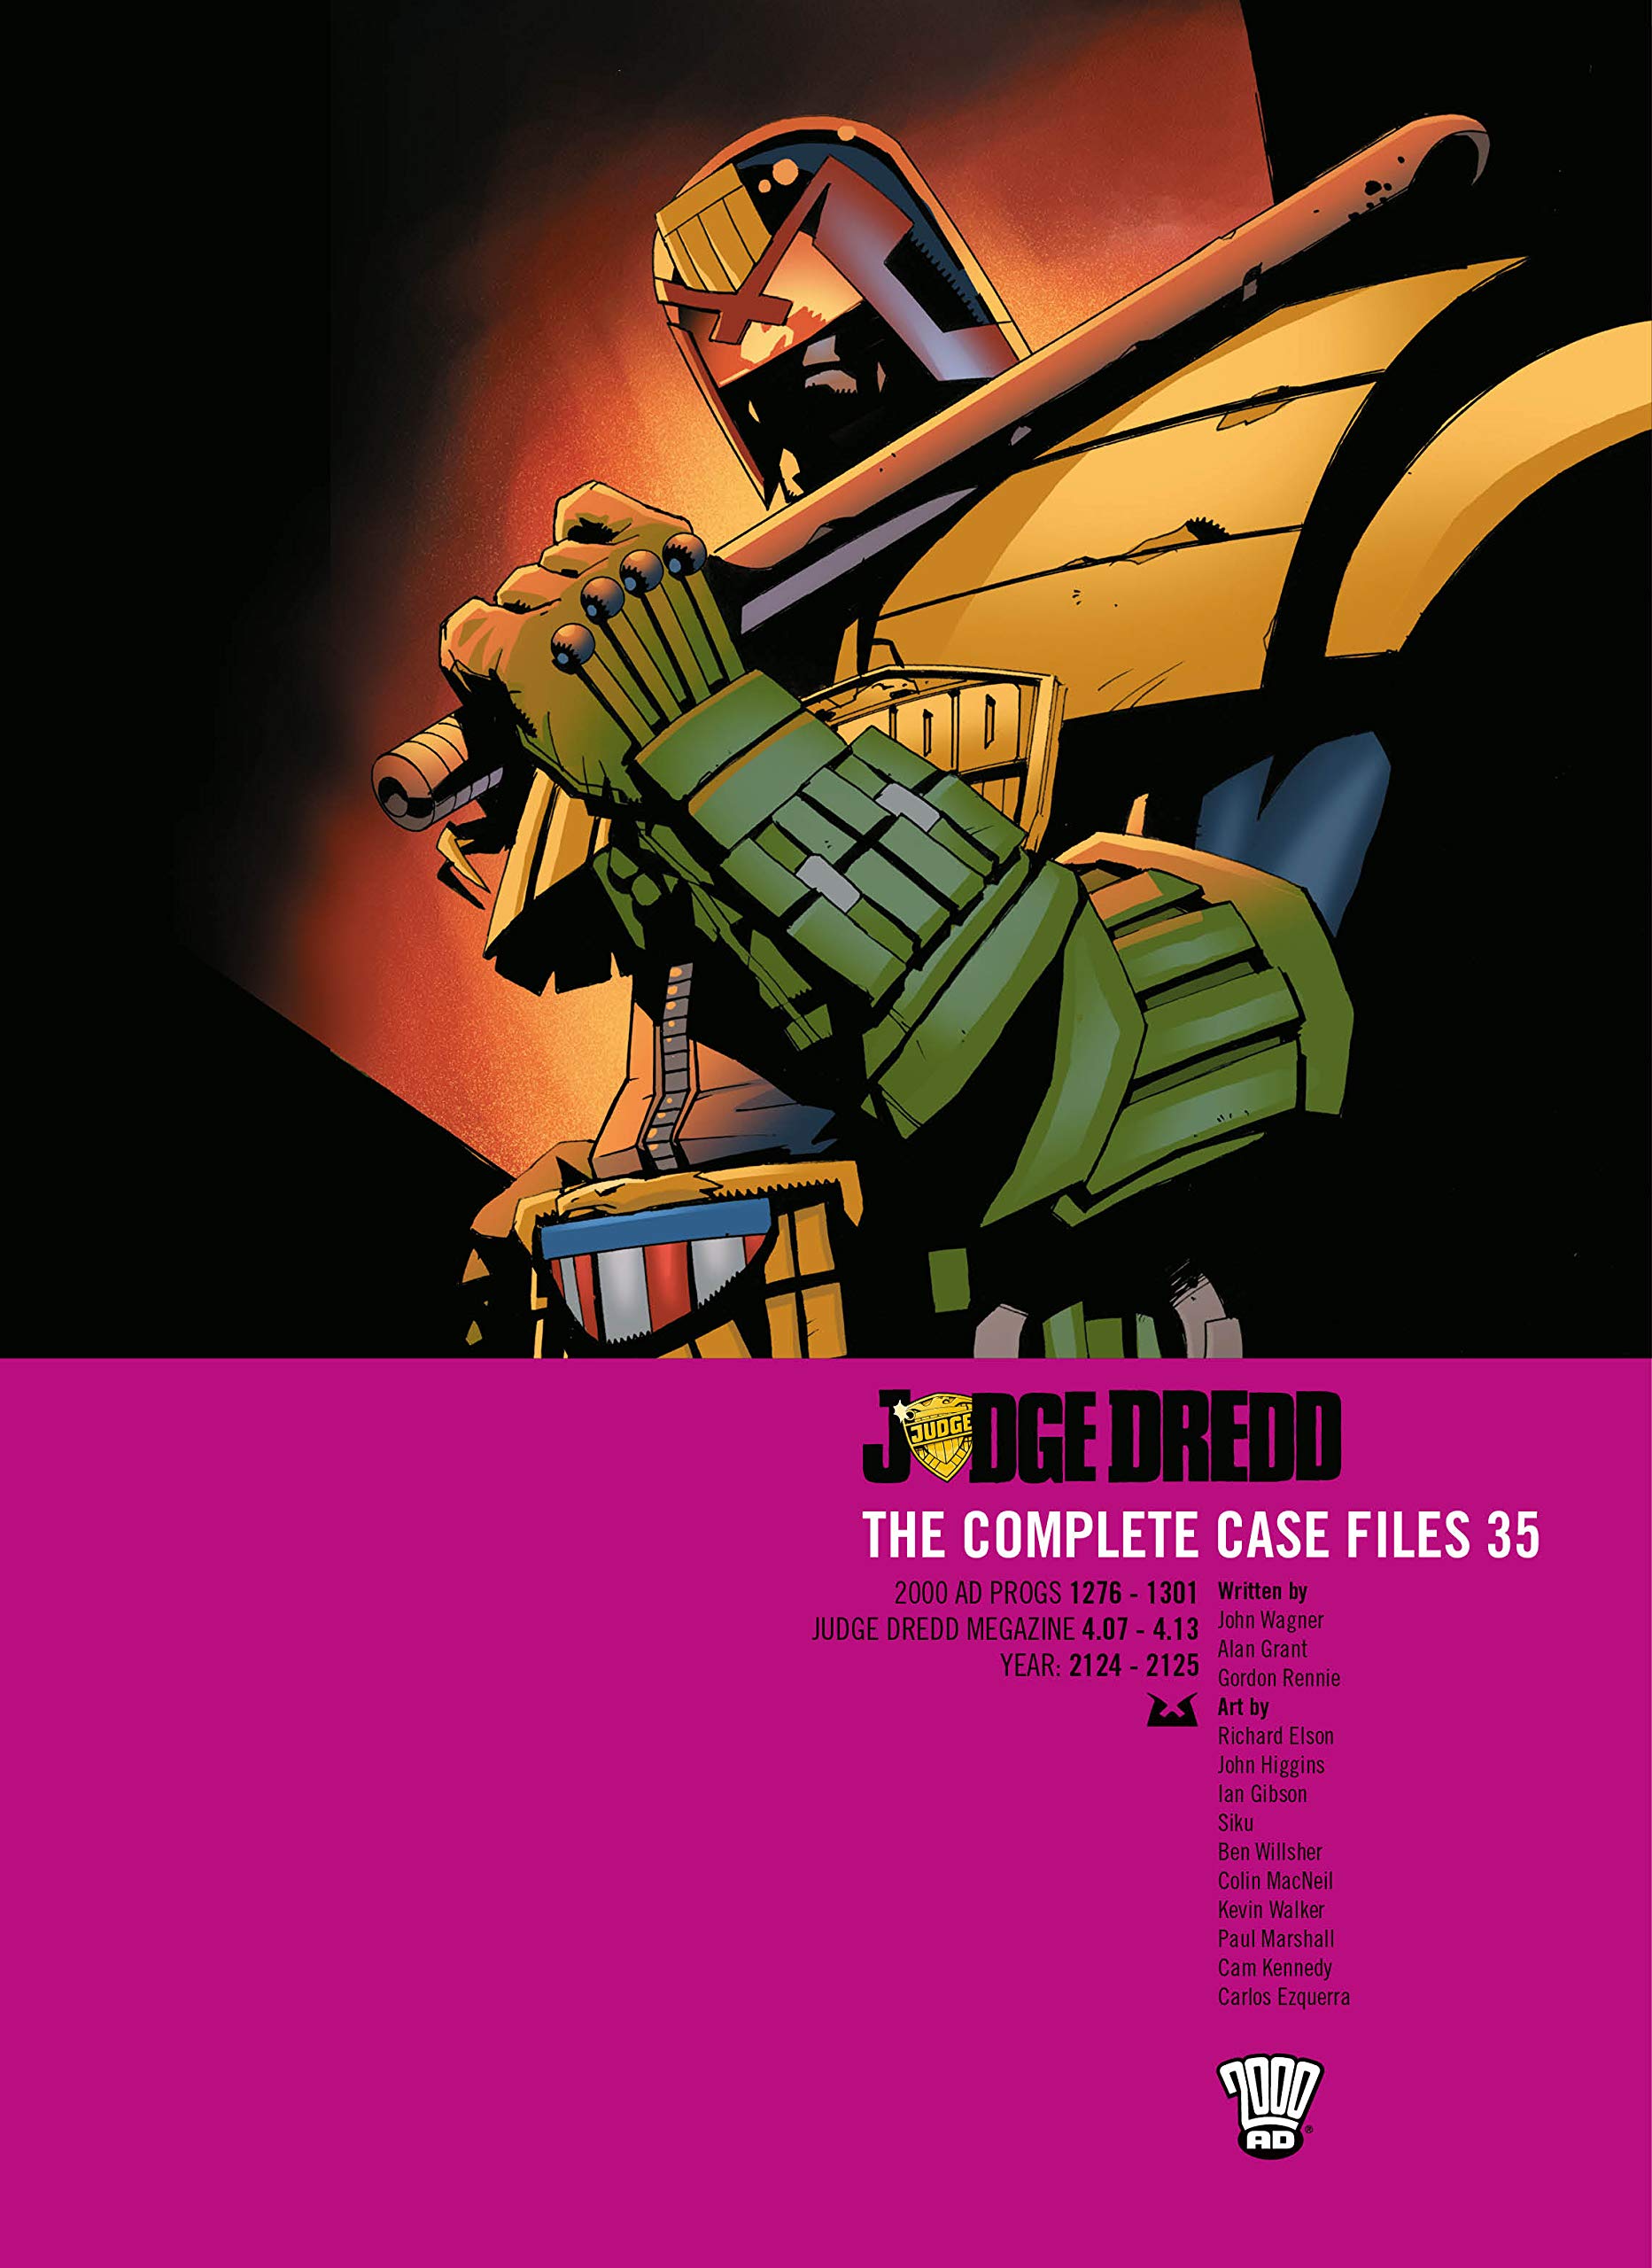 JUDGE DREDD
JUDGE
THE COMPLETE CASE FILES 35
2000 AD PROGS 1276 - 1301
JUDGE DREDD MEGAZINE 4.07 - 4.13
YEAR: 2124 - 2125
Written by
John Wagner
Alan Grant
Gordon Rennie
Art by
Richard Elson
John Higgins
Ian Gibson
Siku
Ben Willsher
Colin MacNeil
Kevin Walker
Paul Marshall
Cam Kennedy
Carlos Ezquerra
2000
AD®